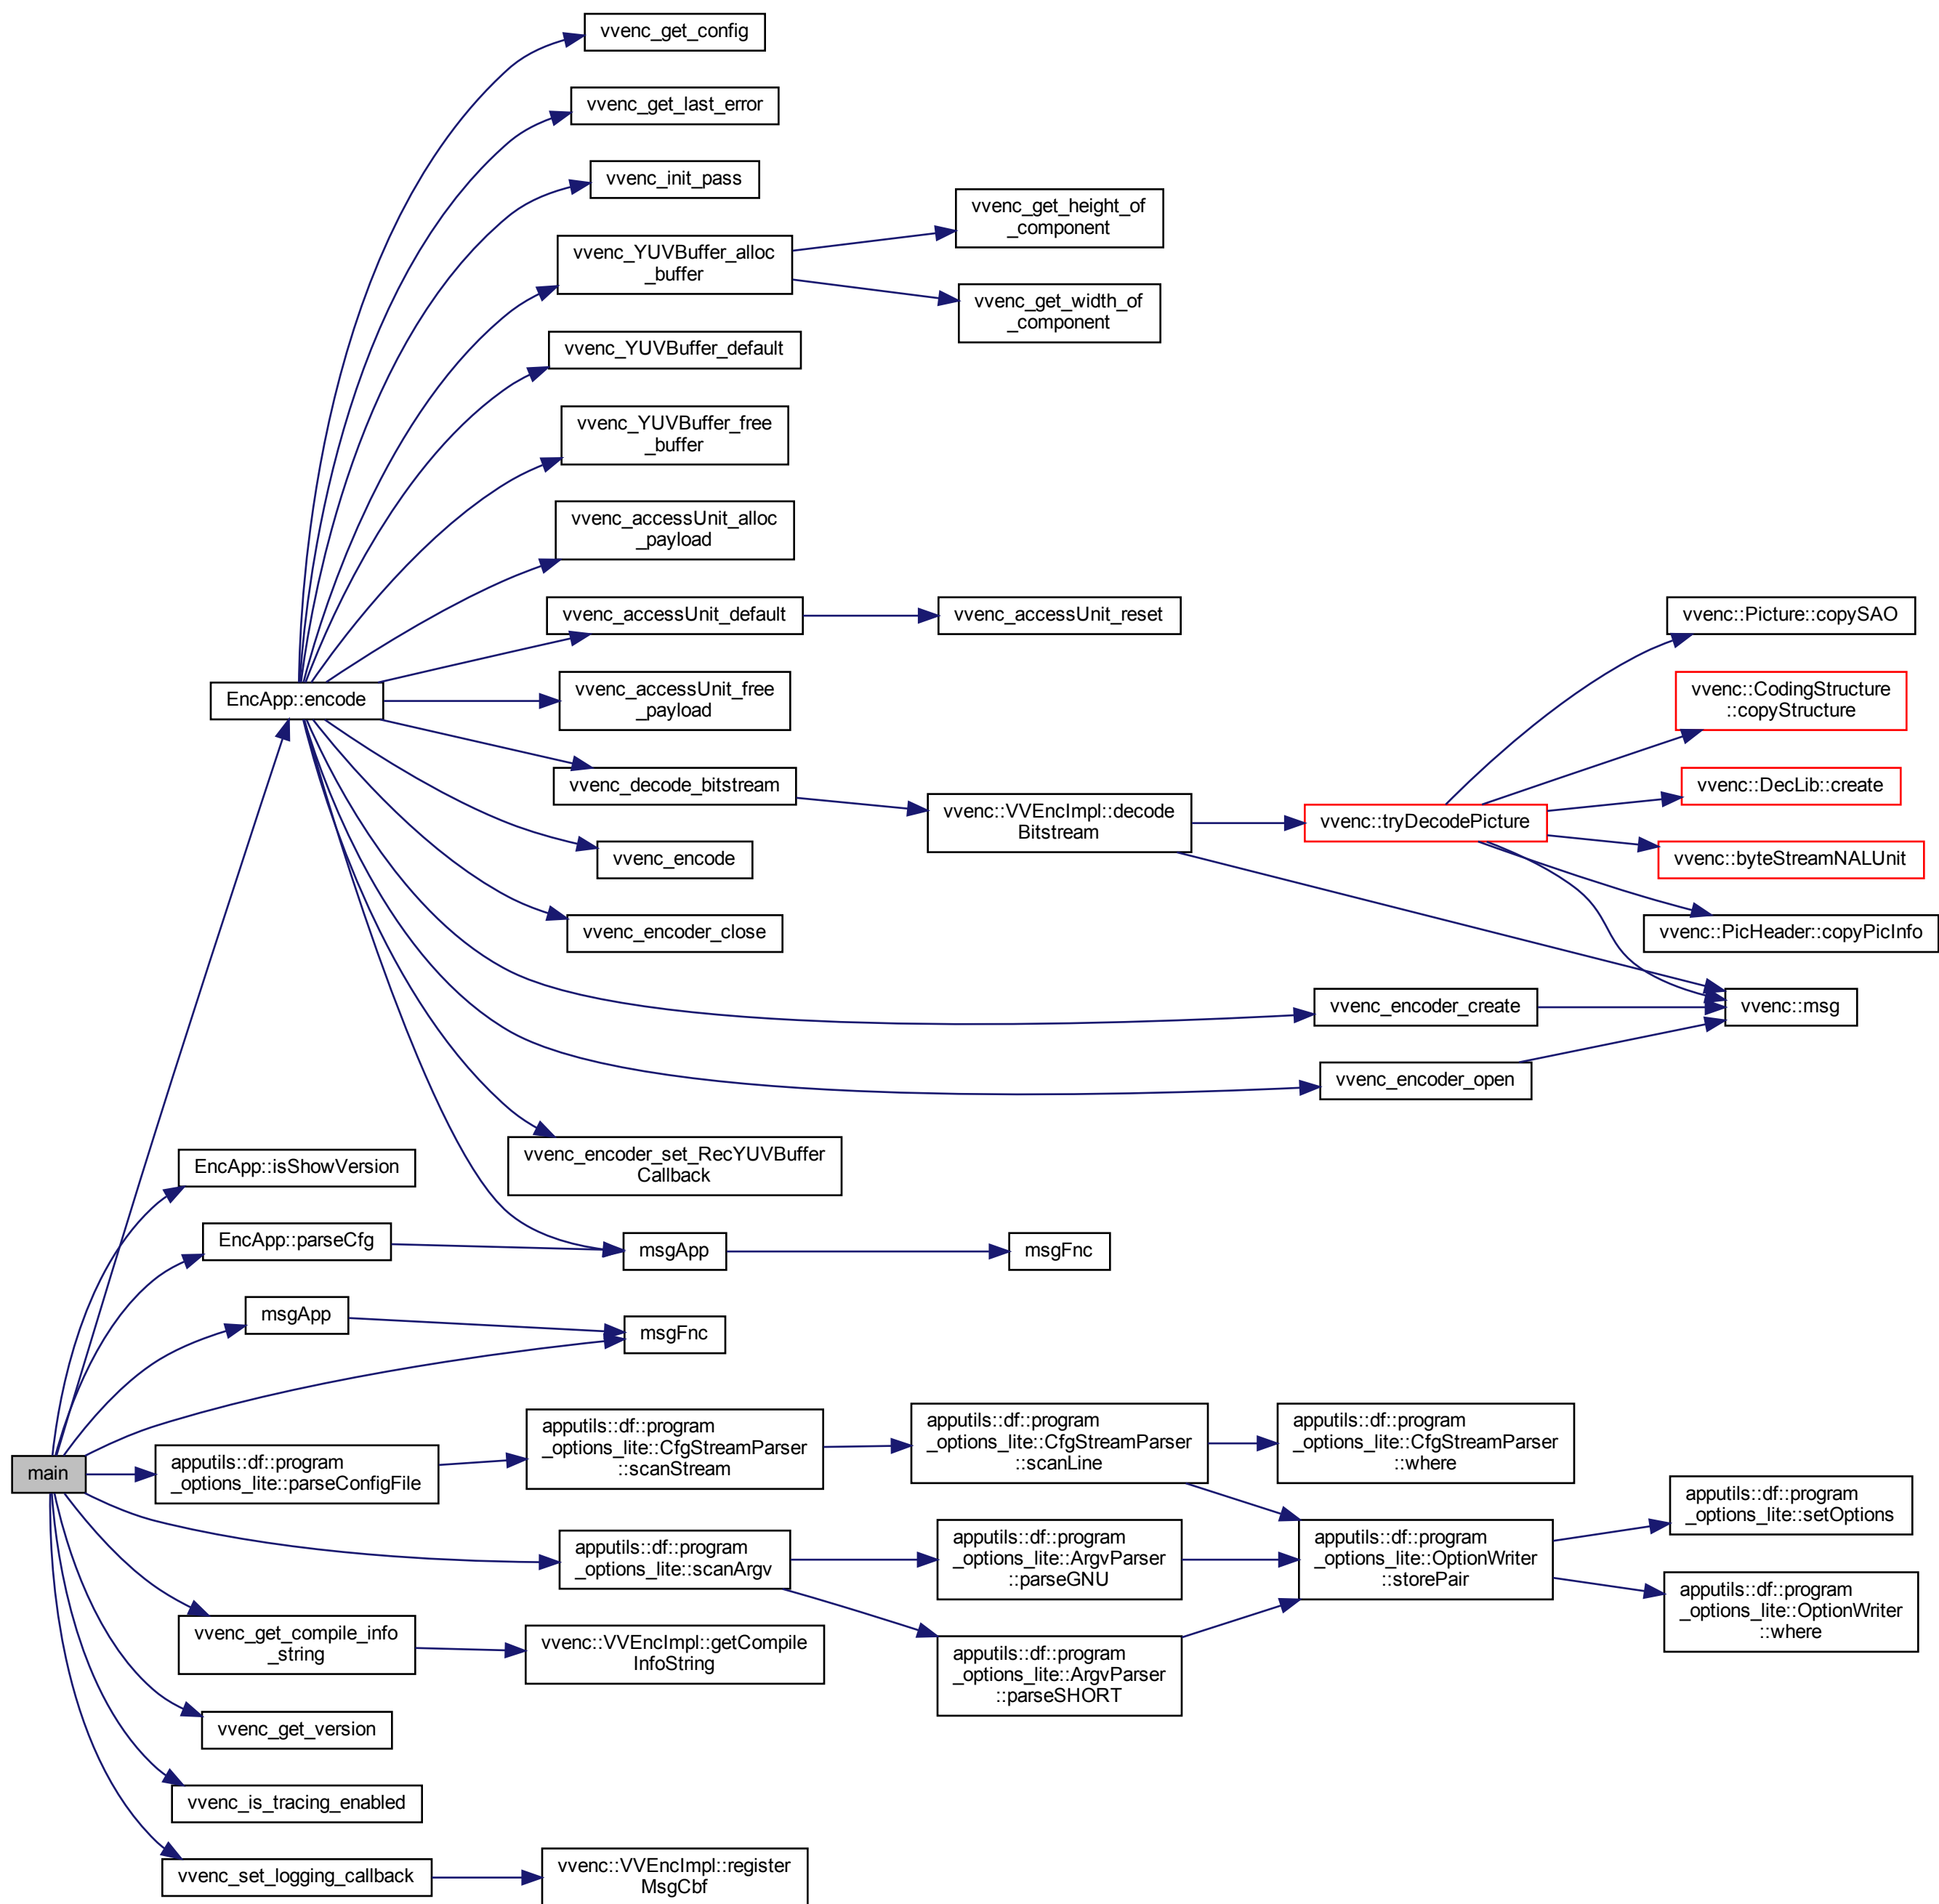 vvenc_get_config
vvenc_get_last_error
vvenc_init_pass
vvenc_YUVBuffer_alloc
_buffer
vvenc_get_height_of
_component
vvenc_get_width_of
_component
vvenc_YUVBuffer_default
vvenc_YUVBuffer_free
_buffer
vvenc_accessUnit_alloc
_payload
vvenc_accessUnit_default
vvenc_accessUnit_reset
EncApp::encode
vvenc_accessUnit_free
_payload
vvenc_decode_bitstream
vvenc::VVEncImpl::decode
Bitstream
vvenc::tryDecodePicture
vvenc::Picture::copySAO
vvenc::CodingStructure
::copyStructure
vvenc::DecLib::create
vvenc::byteStreamNALUnit
vvenc::PicHeader::copyPicInfo
vvenc::msg
vvenc_encode
vvenc_encoder_close
vvenc_encoder_create
vvenc_encoder_open
vvenc_encoder_set_RecYUVBuffer
Callback
EncApp::isShowVersion
EncApp::parseCfg
msgApp
msgFnc
msgApp
msgFnc
main
apputils::df::program
_options_lite::parseConfigFile
apputils::df::program
_options_lite::CfgStreamParser
::scanStream
apputils::df::program
_options_lite::CfgStreamParser
::scanLine
apputils::df::program
_options_lite::CfgStreamParser
::where
apputils::df::program
_options_lite::scanArgv
apputils::df::program
_options_lite::ArgvParser
::parseGNU
apputils::df::program
_options_lite::OptionWriter
::storePair
apputils::df::program
_options_lite::setOptions
apputils::df::program
_options_lite::OptionWriter
::where
apputils::df::program
_options_lite::ArgvParser
::parseSHORT
vvenc_get_compile_info
_string
vvenc::VVEncImpl::getCompile
InfoString
vvenc_get_version
vvenc_is_tracing_enabled
vvenc_set_logging_callback
vvenc::VVEncImpl::register
MsgCbf